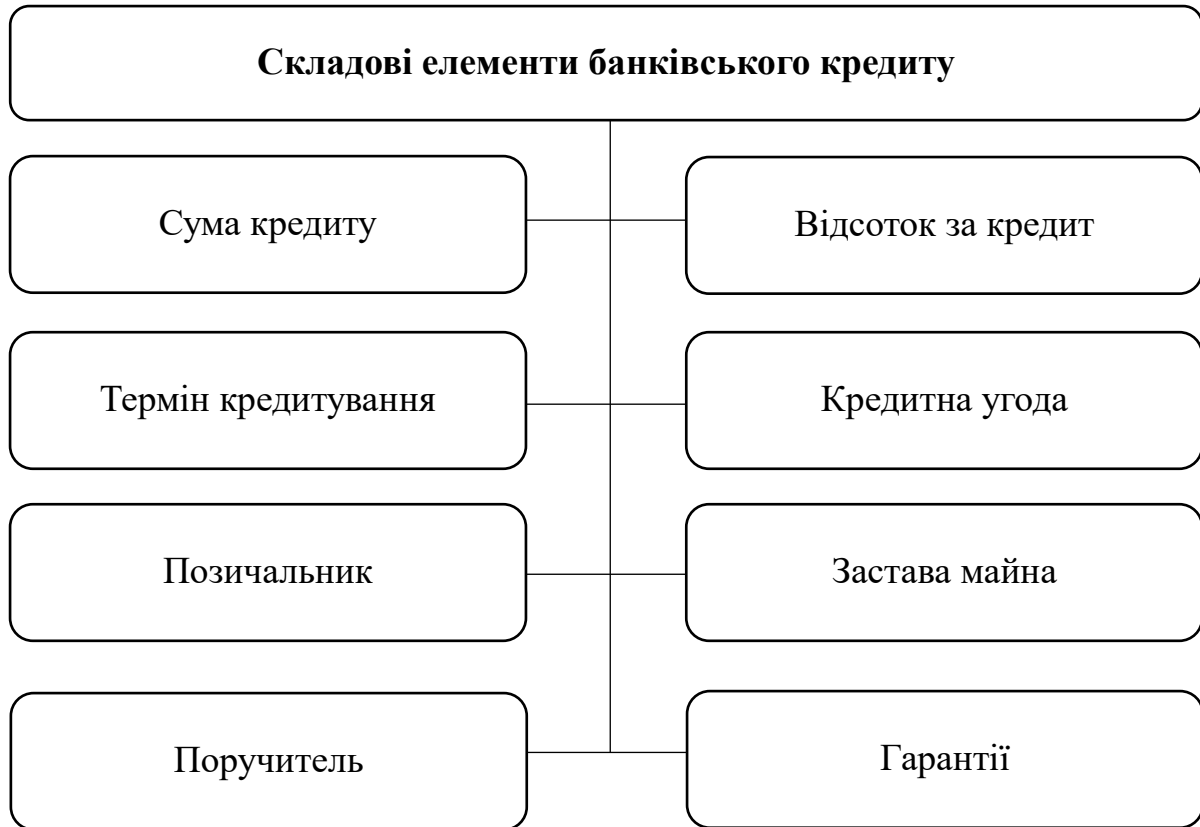 Складові елементи банківського кредиту
Сума кредиту
Відсоток за кредит
Термін кредитування
Кредитна угода
Позичальник
Застава майна
Поручитель
Гарантії